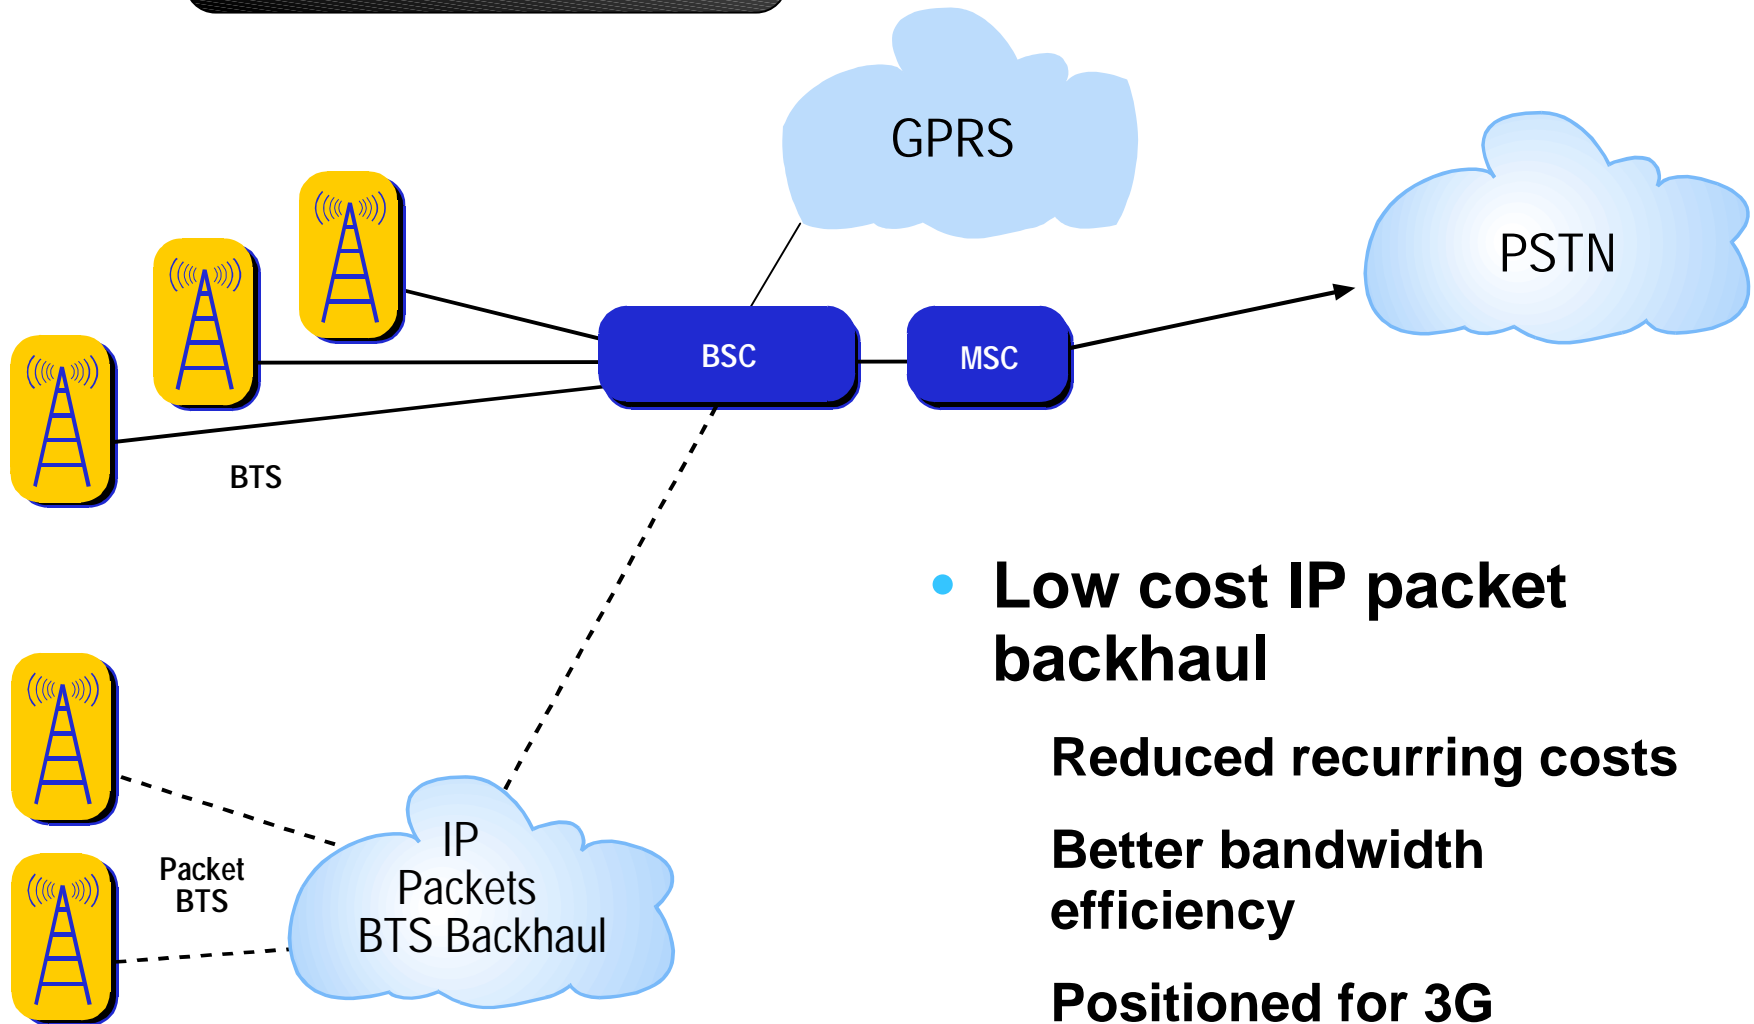 GPRS
PSTN
BSC
MSC
BTS
• Low cost IP packet
backhaul
Reduced recurring costs
Better bandwidth
efficiency
Positioned for 3G
Packet
BTS
IP
Packets
BTS Backhaul